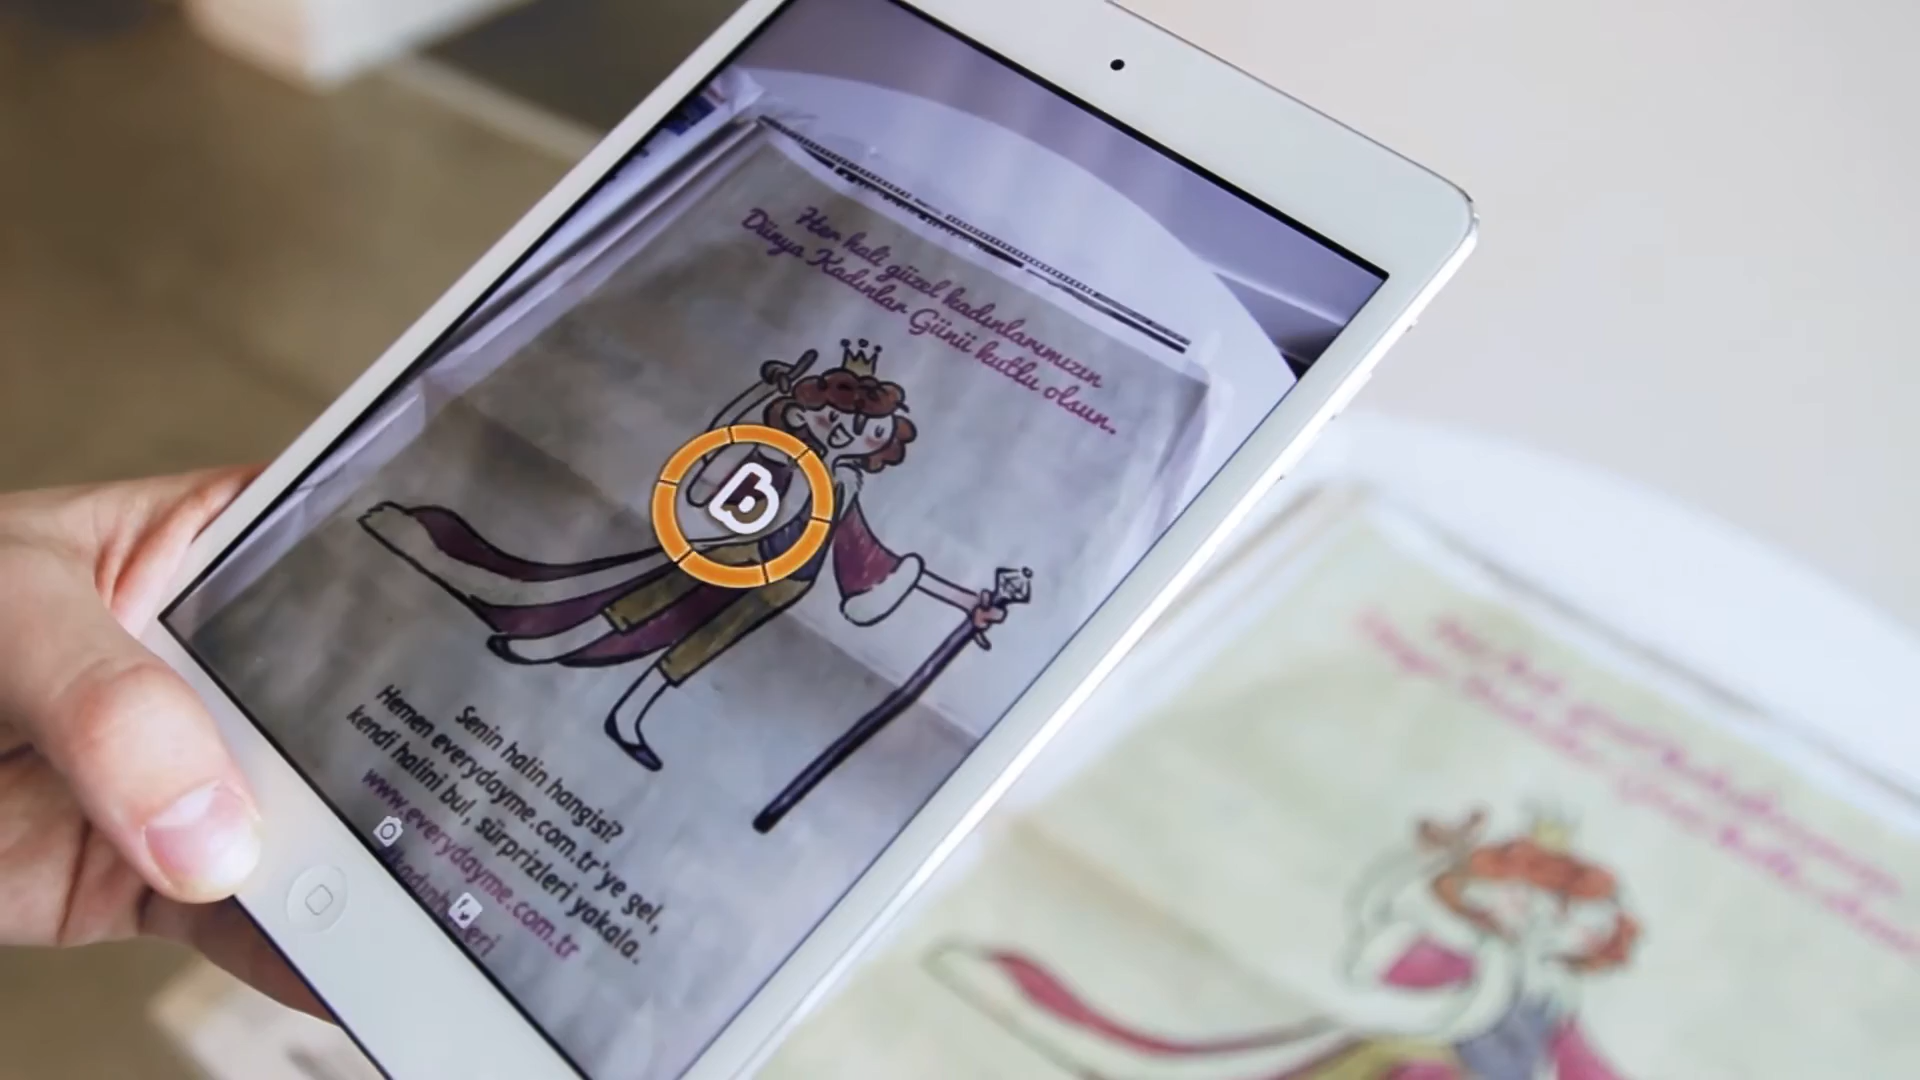 Her hali güzel kadınlarımızın
Dünya Kadınlar Günü kutlu olsun.
b
Senin halin hangisi?
Hemen everydayme.com.tr'ye gel,
kendi halini bul, sürprizleri yakala.
www.everydayme.com.tr